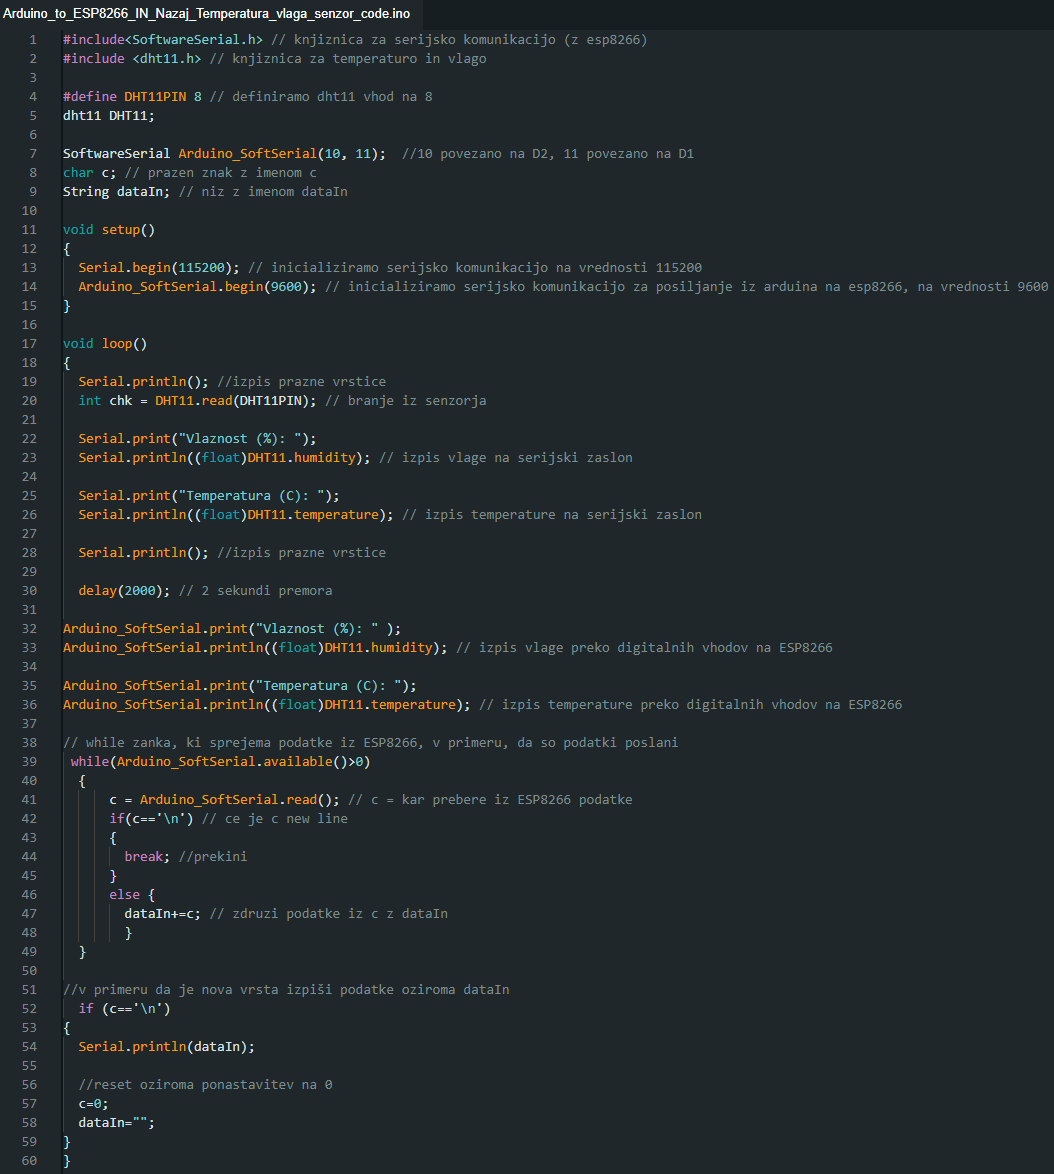 Arduino_to_ESP8266_IN_Nazaj_Temperatura_vlaga_senzor_code.ino
1 #include<SoftwareSerial.h> // knjiznica za serijsko komunikacijo (z esp8266)
2 #include <dht11.h> // knjiznica za temperaturo in vlago
3
4 #define DHT11PIN 8 // definiramo dht11 vhod na 8
5 dht11 DHT11;
6
7 SoftwareSerial Arduino_SoftSerial(10, 11);  //10 povezano na D2, 11 povezano na D1
8 char c; // prazen znak z imenom c
9 String dataIn; // niz z imenom dataIn
10
11 void setup()
12 {
13   Serial.begin(115200); // inicializiramo serijsko komunikacijo na vrednosti 115200
14   Arduino_SoftSerial.begin(9600); // inicializiramo serijsko komunikacijo za posiljanje iz arduina na esp8266, na vrednosti 9600
15 }
16
17 void loop()
18 {
19   Serial.println(); //izpis prazne vrstice
20   int chk = DHT11.read(DHT11PIN); // branje iz senzorja
21
22   Serial.print("Vlaznost (%): ");
23   Serial.println((float)DHT11.humidity); // izpis vlage na serijski zaslon
24
25   Serial.print("Temperatura (C): ");
26   Serial.println((float)DHT11.temperature); // izpis temperature na serijski zaslon
27
28   Serial.println(); //izpis prazne vrstice
29
30   delay(2000); // 2 sekundi premora
31
32 Arduino_SoftSerial.print("Vlaznost (%): " );
33 Arduino_SoftSerial.println((float)DHT11.humidity); // izpis vlage preko digitalnih vhodov na ESP8266
34
35 Arduino_SoftSerial.print("Temperatura (C): ");
36 Arduino_SoftSerial.println((float)DHT11.temperature); // izpis temperature preko digitalnih vhodov na ESP8266
37
38 // while zanka, ki sprejema podatke iz ESP8266, v primeru, da so podatki poslani
39  while(Arduino_SoftSerial.available()>0)
40   {
41       c = Arduino_SoftSerial.read(); // c = kar prebere iz ESP8266 podatke
42       if(c=='\n') // ce je c new line
43       {
44         break; //prekini
45       }
46       else {
47         dataIn+=c; // zdruzi podatke iz c z dataIn
48         }
49   }
50
51 //v primeru da je nova vrsta izpiši podatke oziroma dataIn
52   if (c=='\n')
53 {
54   Serial.println(dataIn);
55
56   //reset oziroma ponastavitev na 0
57   c=0;
58   dataIn="";
59 }
60 }